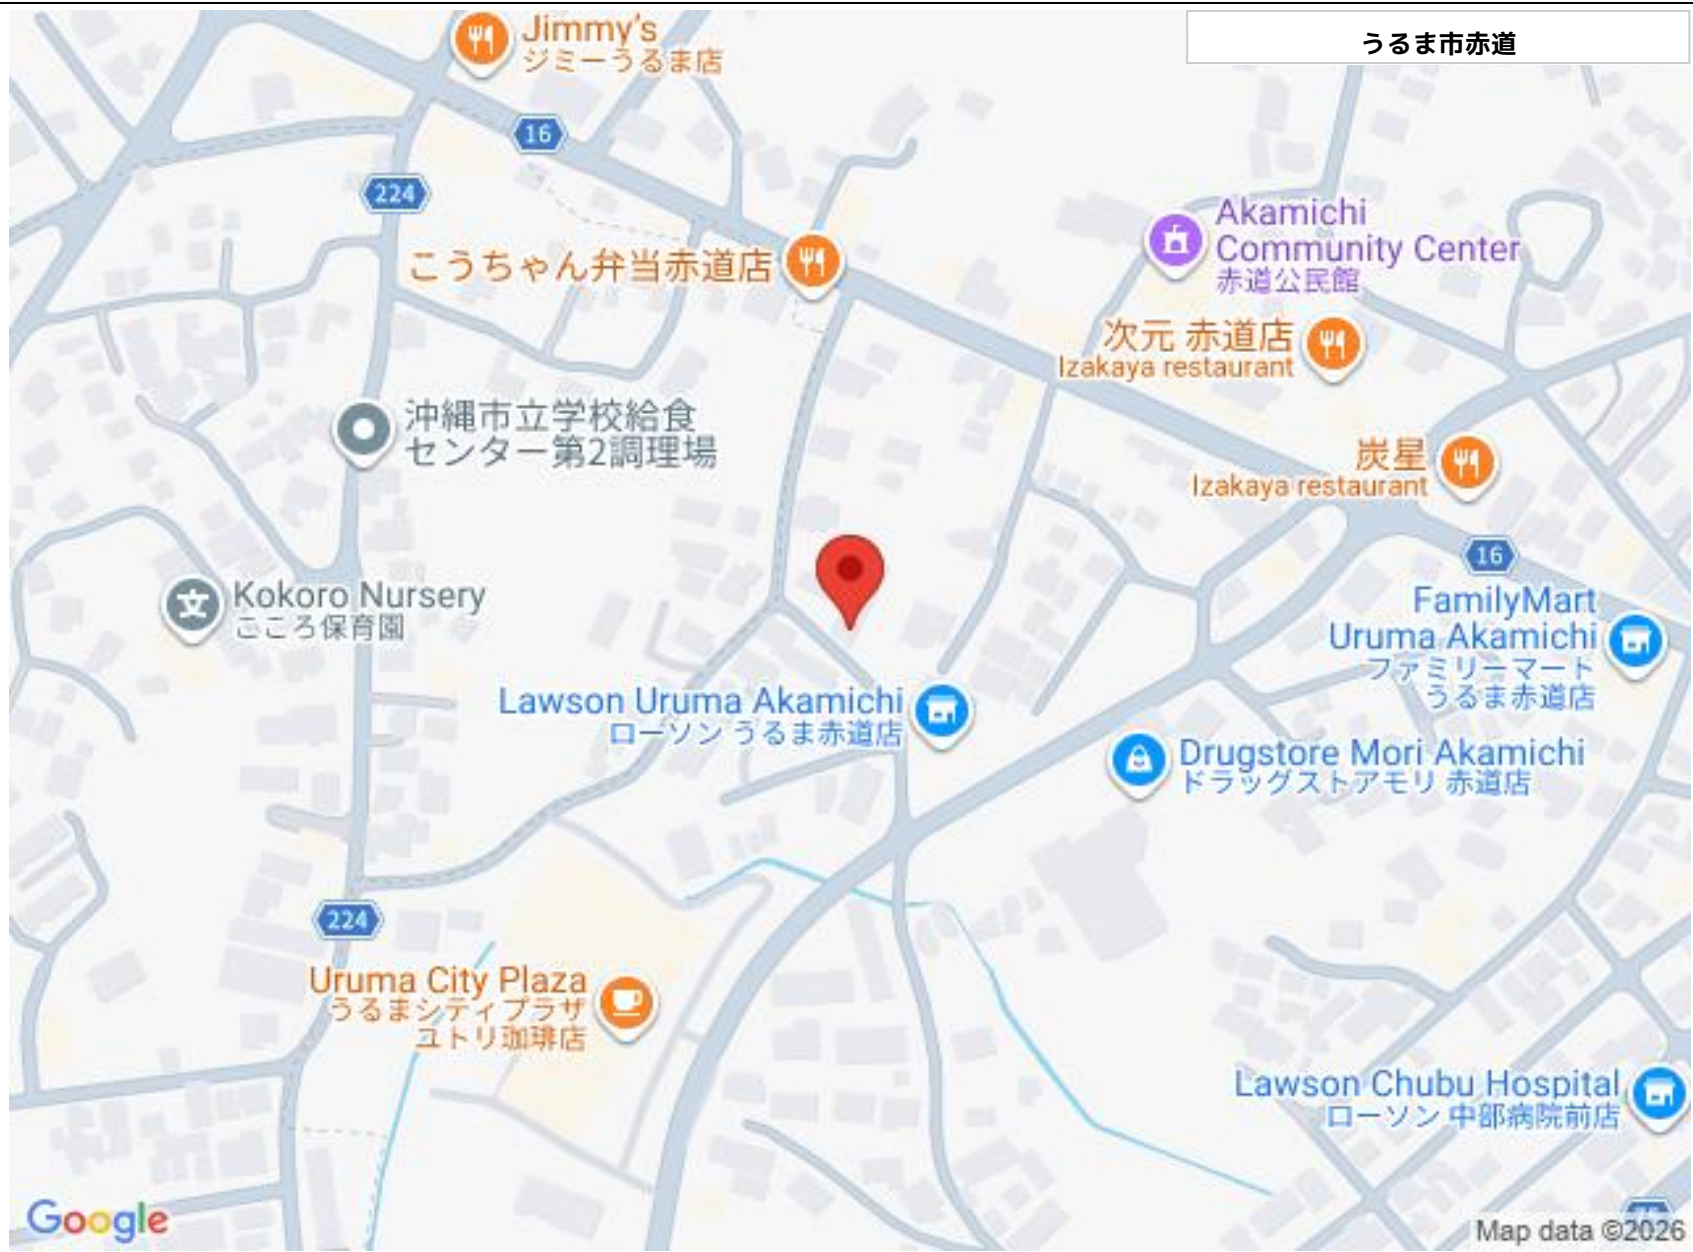 うるま市赤道
Jimmy's
ジミーうるま店
16
224
こうちゃん弁当赤道店
Akamichi
Community Center
赤道公民館
次元 赤道店
Izakaya restaurant
沖縄市立学校給食
センター第2調理場
炭星
Izakaya restaurant
16
Kokoro Nursery
こころ保育園
FamilyMart
Uruma Akamichi
ファミリーマート
うるま赤道店
Lawson Uruma Akamichi
ローソン うるま赤道店
Drugstore Mori Akamichi
ドラッグストアモリ 赤道店
224
Uruma City Plaza
うるまシティプラザ
ユトリ珈琲店
Lawson Chubu Hospital
ローソン 中部病院前店
Google
Map data ©2026